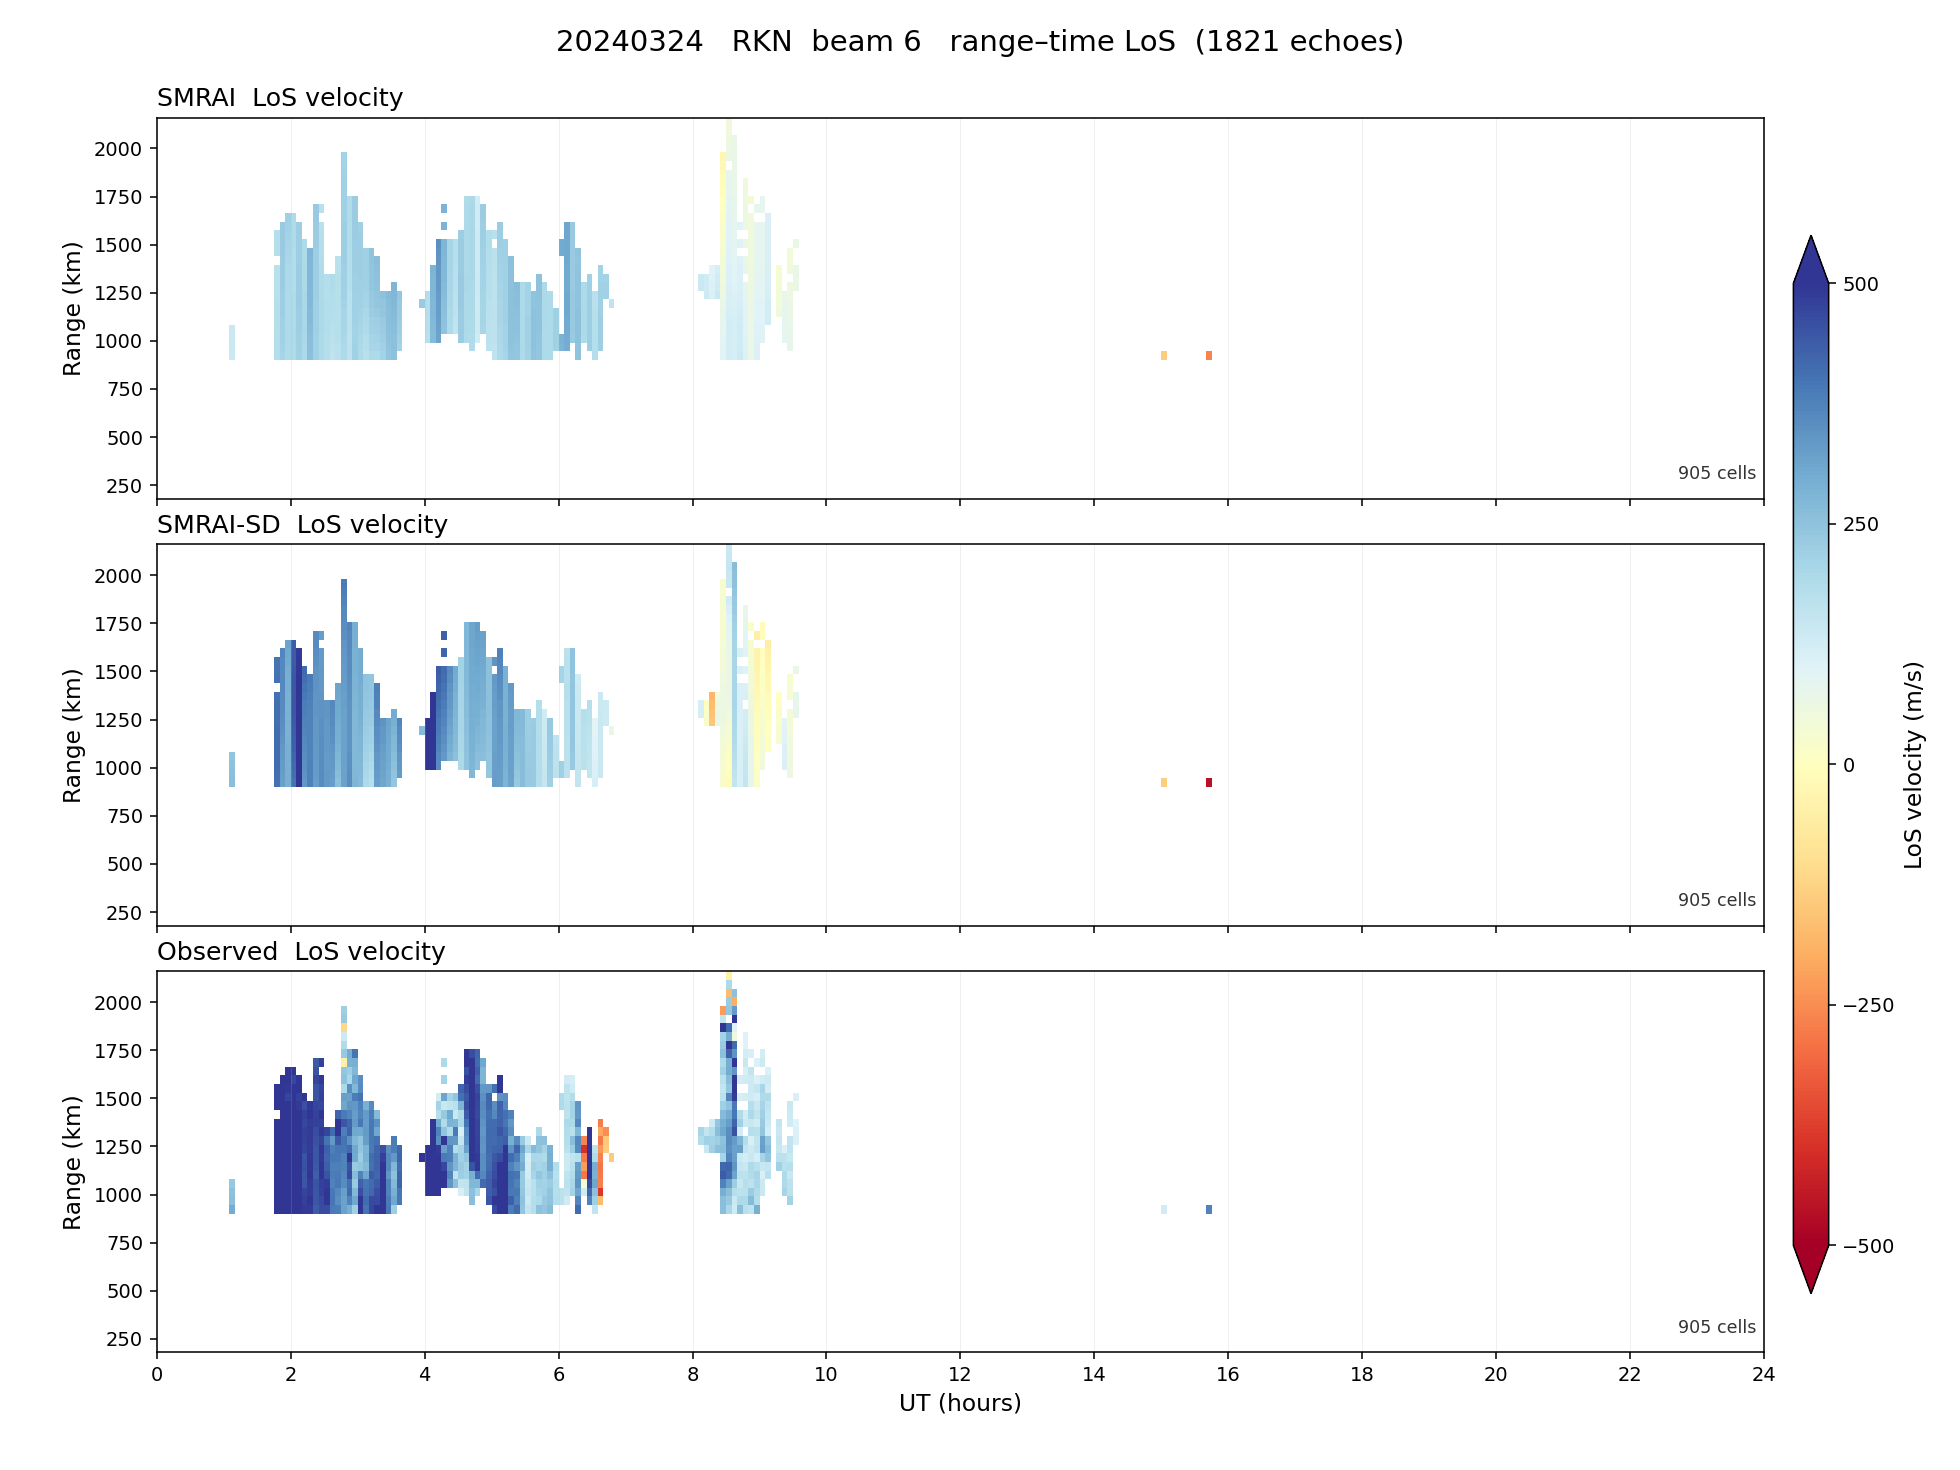 20240324 RKN beam 6 range–time LoS (1821 echoes)
SMRAI LoS velocity
2000
1750
1500
1250
1000
750
500
250
Range (km)
905 cells
SMRAI-SD LoS velocity
2000
1750
1500
1250
1000
750
500
250
Range (km)
905 cells
Observed LoS velocity
2000
1750
1500
1250
1000
750
500
250
Range (km)
905 cells
0 2 4 6 8 10 12 14 16 18 20 22 24
UT (hours)
500
250
0
−250
−500
LoS velocity (m/s)